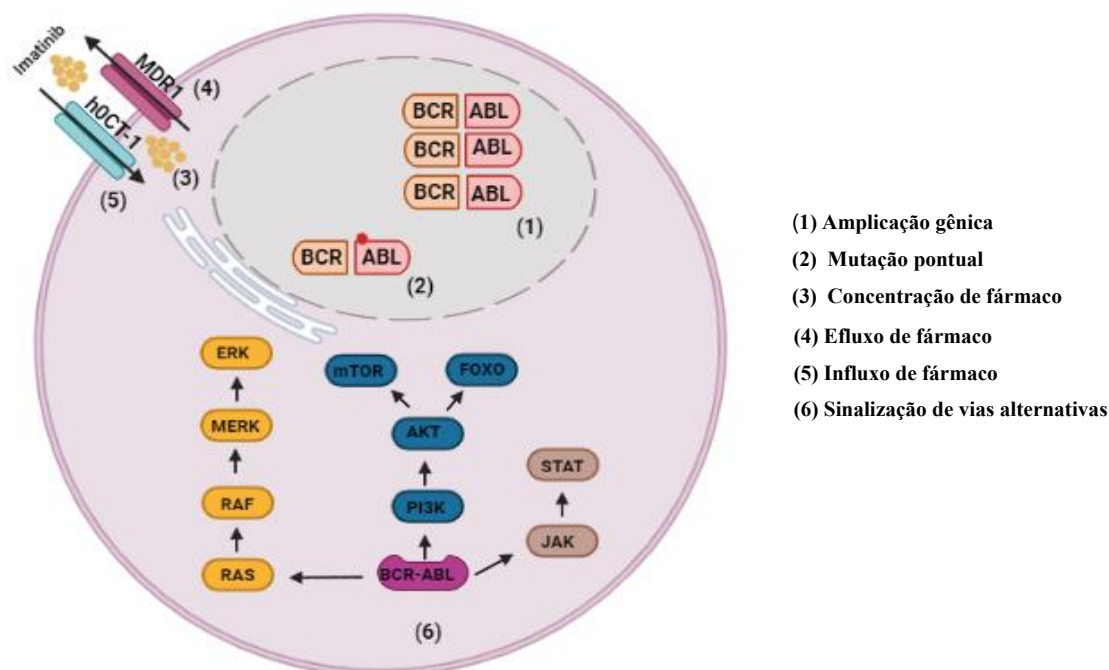 Imatinib
MDR1
(4)
h0CT-1
(3)
(5)
BCR ABL
BCR ABL
BCR ABL
(1)
BCR ABL
(2)
ERK
MERK
RAF
RAS
mTOR
FOXO
AKT
PI3K
BCR-ABL
STAT
JAK
(6)
(1) Amplicação gênica
(2) Mutação pontual
(3) Concentração de fármaco
(4) Efluxo de fármaco
(5) Influxo de fármaco
(6) Sinalização de vias alternativas